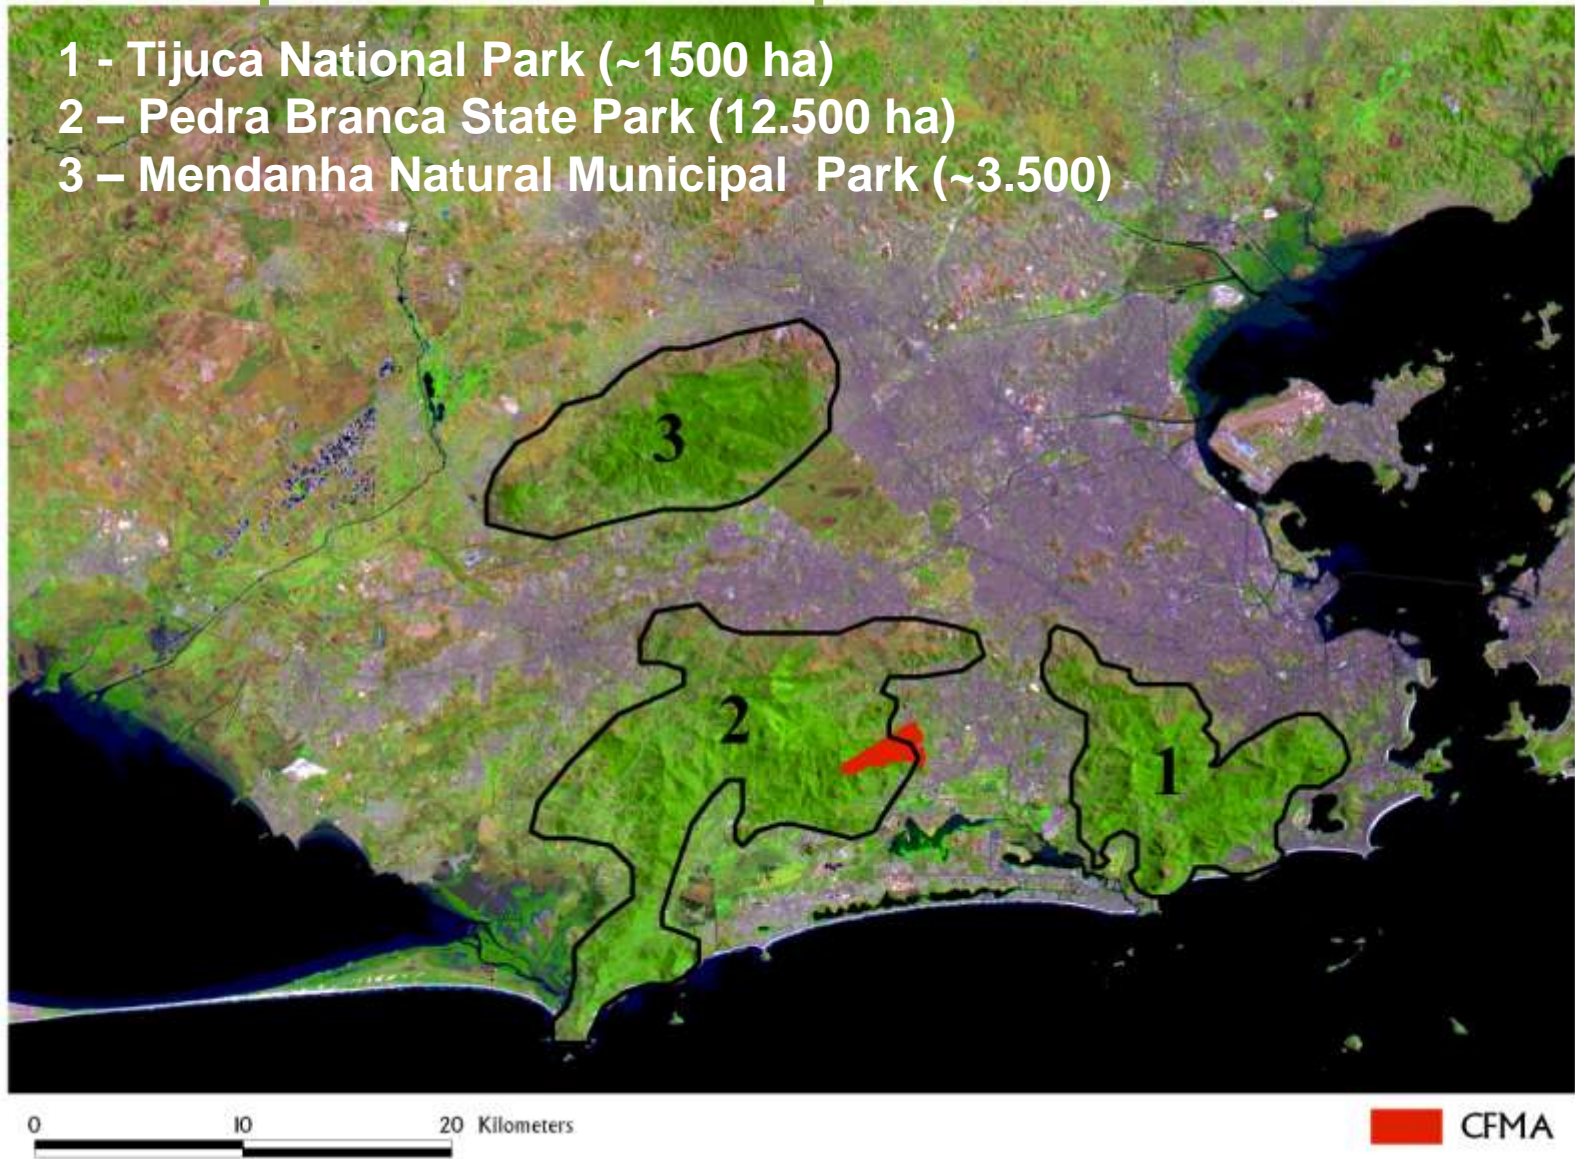 1 - Tijuca National Park (~1500 ha)
2 – Pedra Branca State Park (12.500 ha)
3 – Mendanha Natural Municipal  Park (~3.500)
3
2
1
0 10 20 Kilometers
CFMA